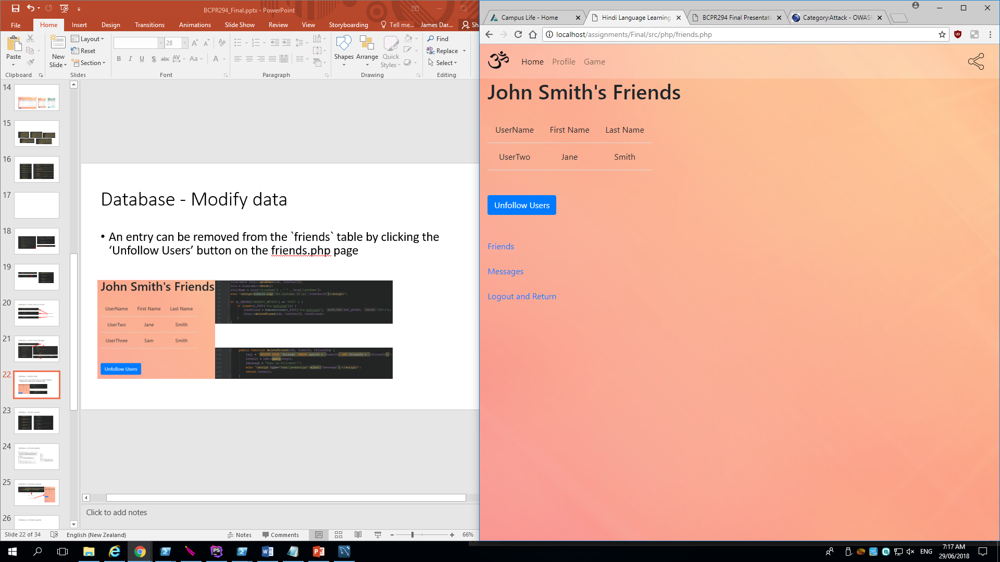 BCPR294_Final.pptx - PowerPoint
File Home Insert Design Transitions Animations Slide Show Review View Storyboarding Tell me... James Dar... Sh
Paste
New
Slide
Layout
Reset
Section
28
B I U S abc AV Aa A
Shapes Arrange Quick
Styles
Find
Replace
Select
Clipboard Slides Font Paragraph Drawing Editing
14
15
16
17
18
19
20
21
22
23
24
25
26
Database - Modify data
• An entry can be removed from the `friends` table by clicking the
‘Unfollow Users’ button on the friends.php page
John Smith's Friends
UserName First Name Last Name
UserTwo Jane Smith
UserThree Sam Smith
Unfollow Users
Click to add notes
Slide 22 of 34 English (New Zealand) Notes Comments 66%
Campus Life - Home
Hindi Language Learning
BCPR294 Final Presentati
Category:Attack - OWASP
localhost/assignments/Final/src/php/friends.php
ॐ Home Profile Game
John Smith's Friends
UserName First Name Last Name
UserTwo Jane Smith
Unfollow Users
Friends
Messages
Logout and Return
ENG
7:17 AM
29/06/2018